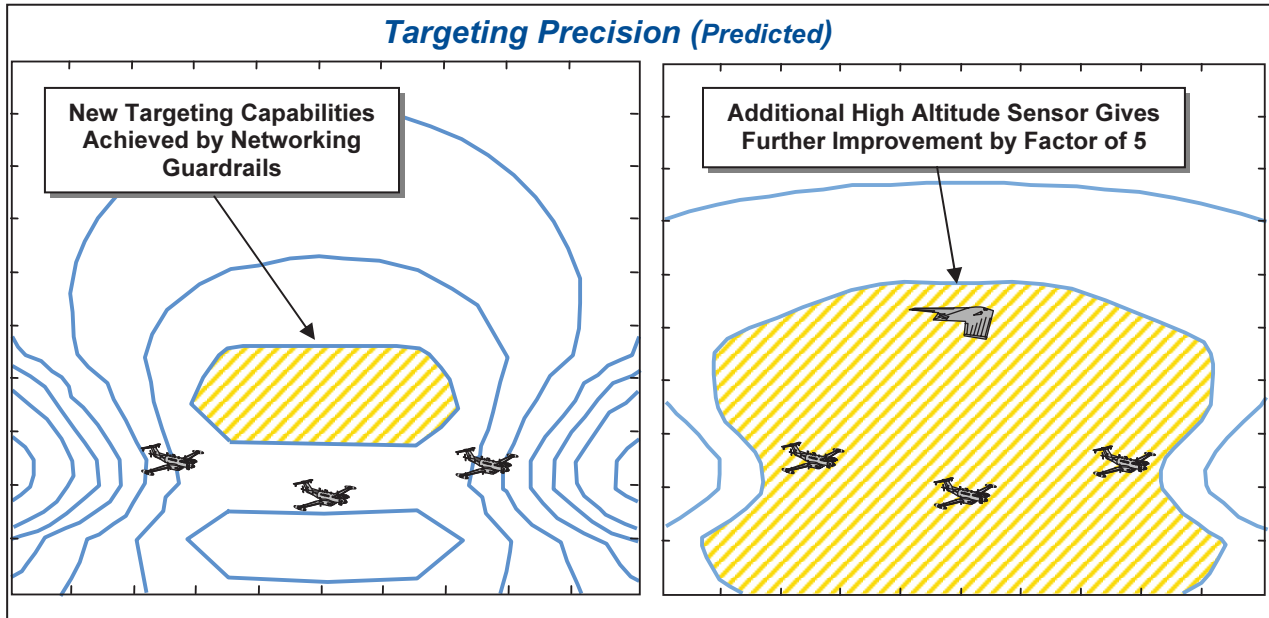 Targeting Precision (Predicted)
New Targeting Capabilities
Achieved by Networking
Guardrails
Additional High Altitude Sensor Gives
Further Improvement by Factor of 5